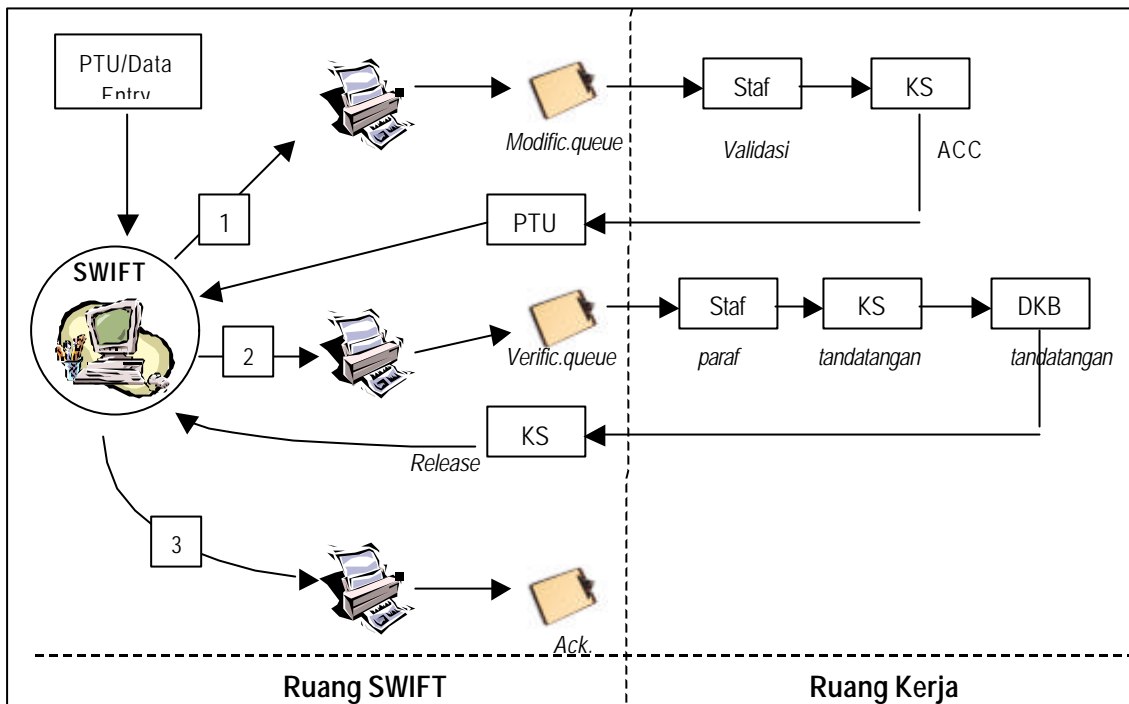 PTU/Data
Entry
Modific.queue
Staf
KS
Validasi
ACC
1
PTU
SWIFT
2
Verific.queue
Staf
KS
DKB
paraf
tandatangan
tandatangan
KS
Release
3
Ack.
Ruang SWIFT
Ruang Kerja